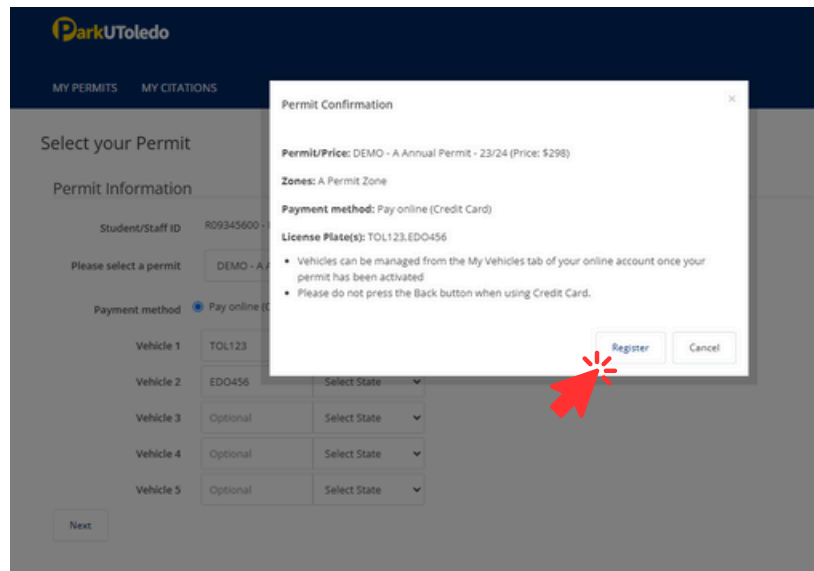 ParkUToledo
MY PERMITS MY CITATIONS
Select your Permit
Permit Information
Student/Staff ID R09345600 -
Please select a permit DEMO - A A
Payment method Pay online (C
Vehicle 1 TOL123
Vehicle 2 EDO456 Select State
Vehicle 3 Optional Select State
Vehicle 4 Optional Select State
Vehicle 5 Optional Select State
Next
Permit Confirmation ×
Permit/Price: DEMO - A Annual Permit - 23/24 (Price: $298)
Zones: A Permit Zone
Payment method: Pay online (Credit Card)
License Plate(s): TOL123,EDO456
• Vehicles can be managed from the My Vehicles tab of your online account once your
permit has been activated
• Please do not press the Back button when using Credit Card.
Register Cancel